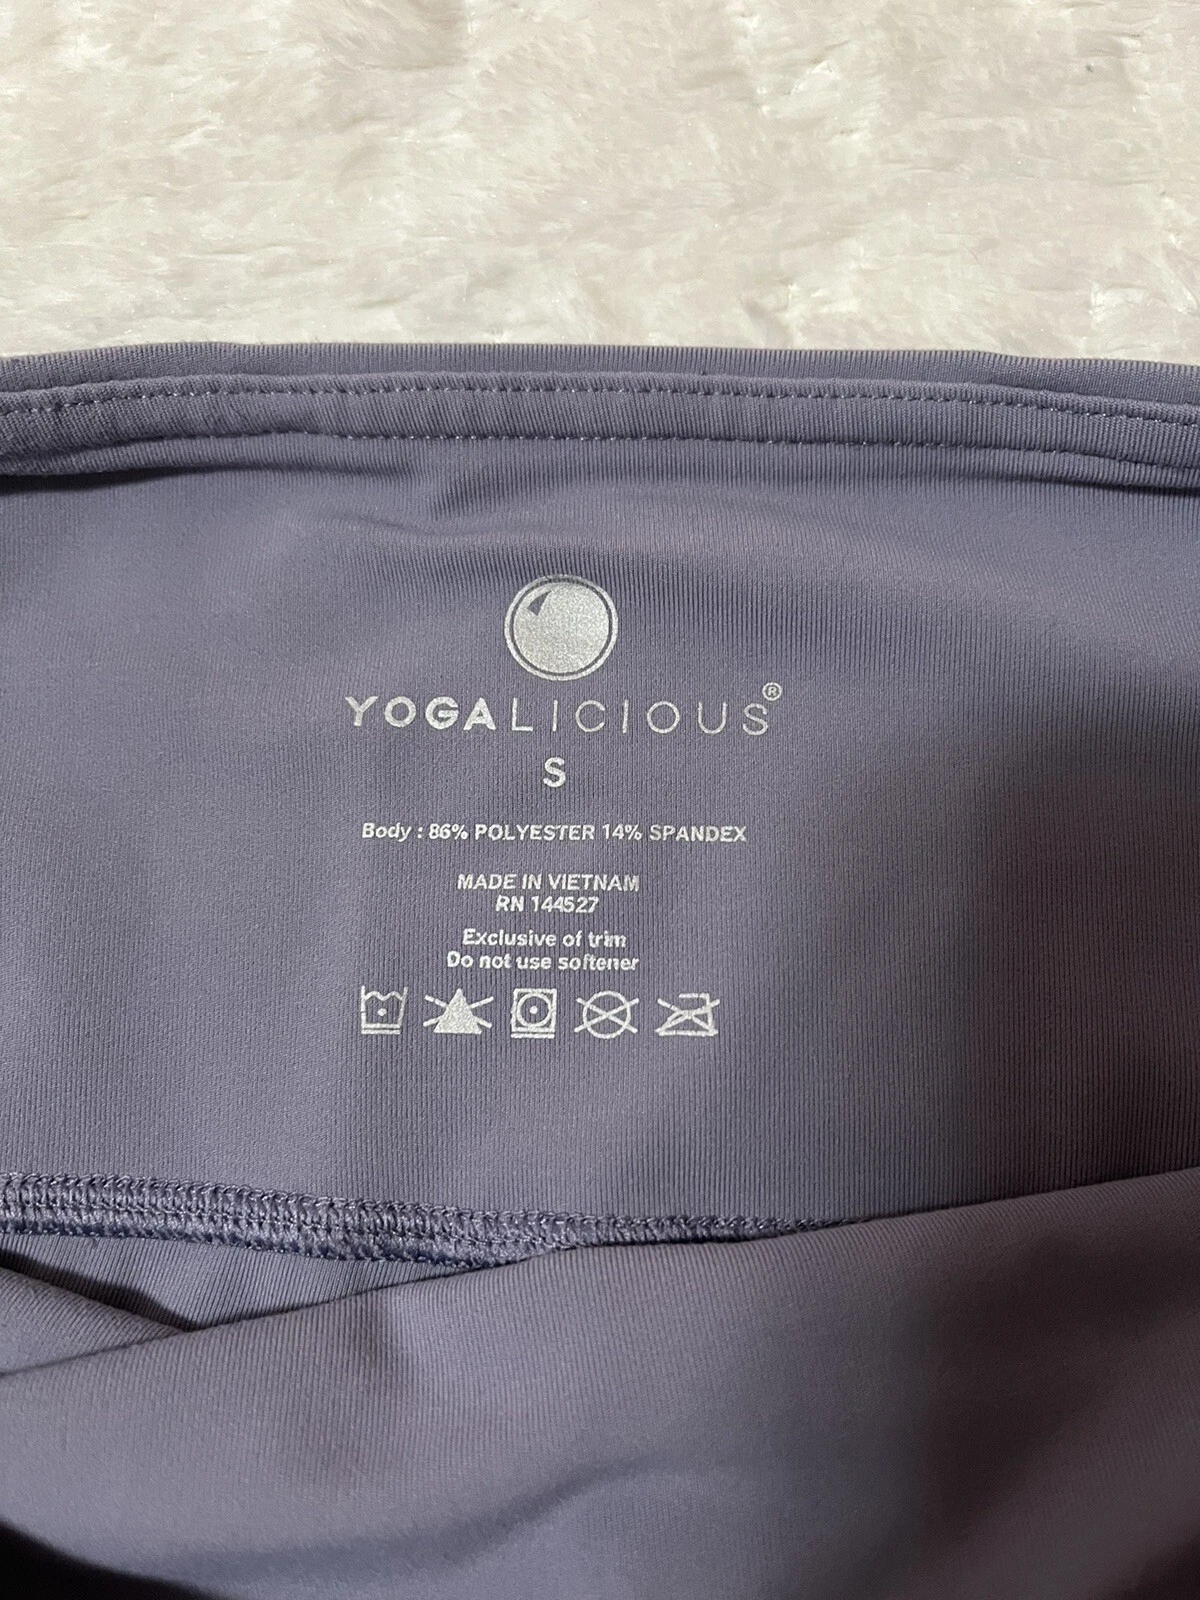 YOGALICIOUS®
S
Body : 86% POLYESTER 14% SPANDEX
MADE IN VIETNAM
RN 144527
Exclusive of trim
Do not use softener